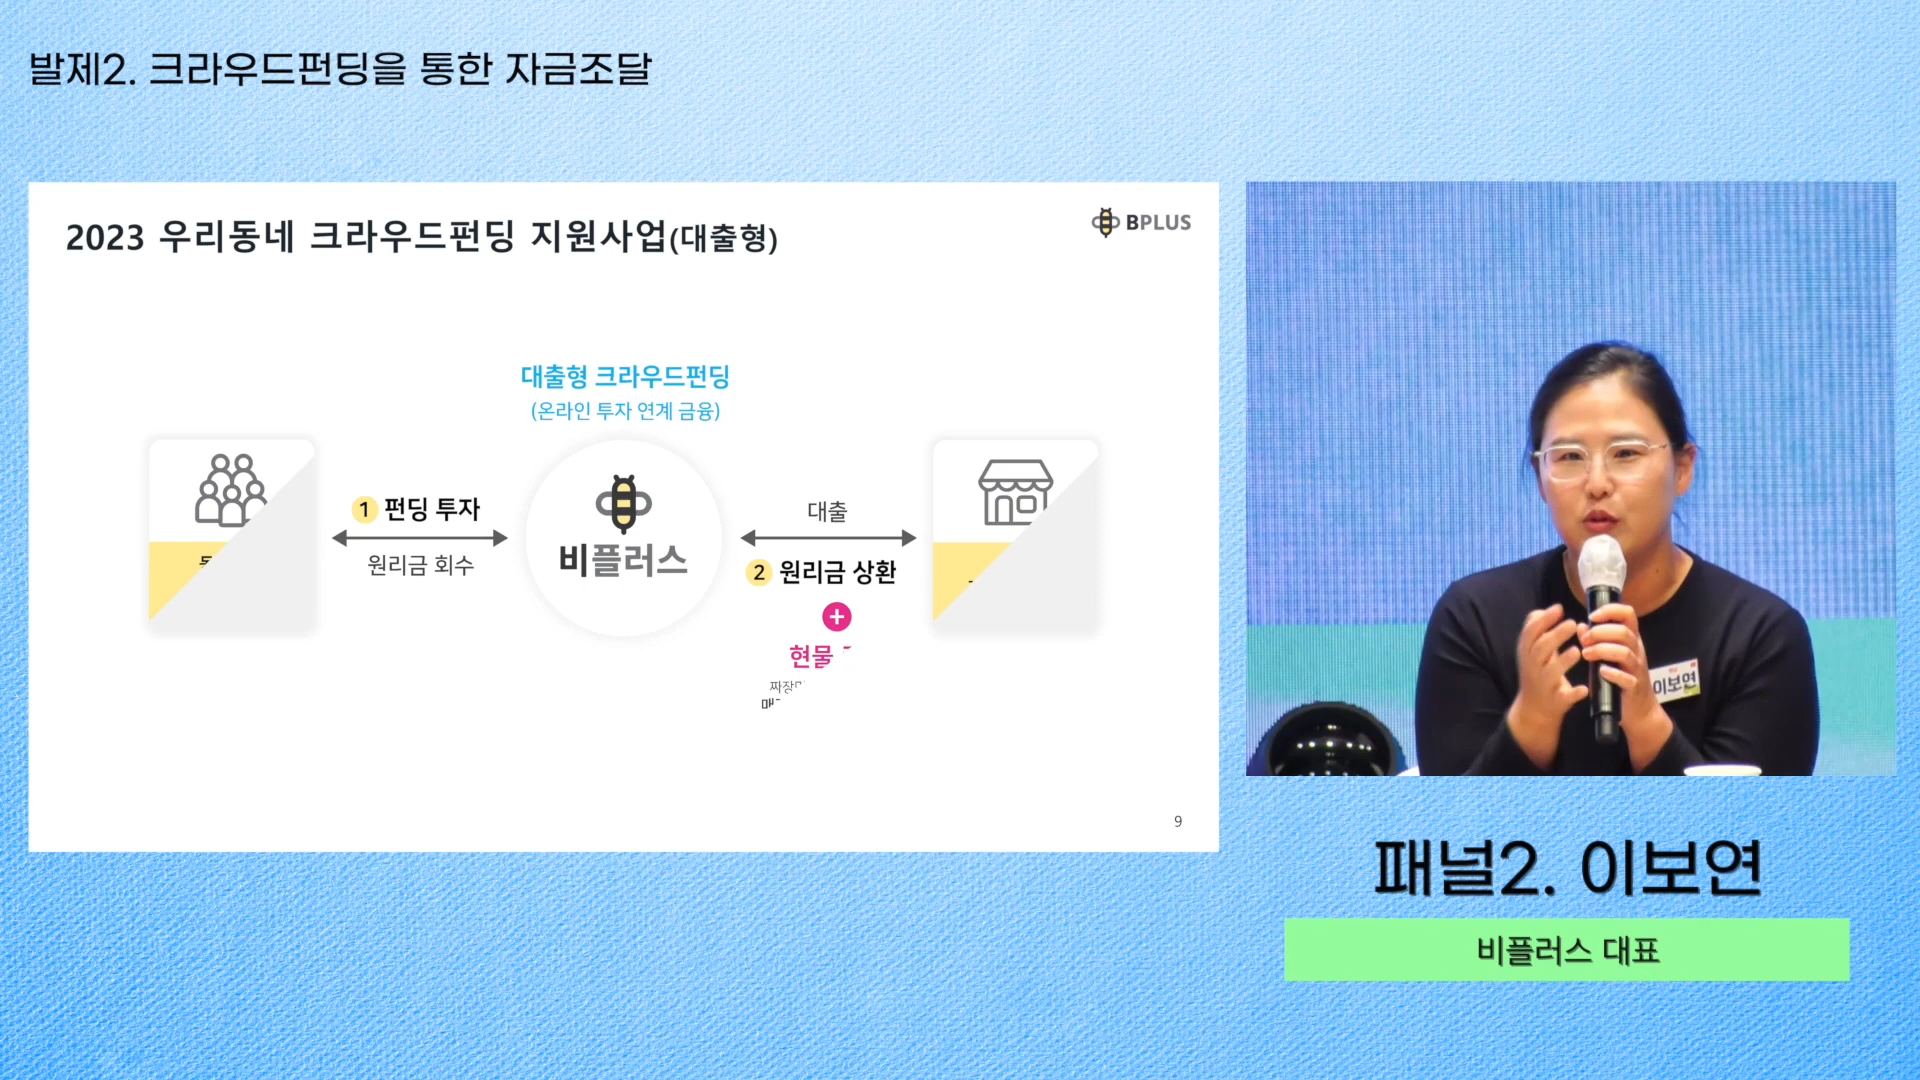 발제2. 크라우드펀딩을 통한 자금조달
2023 우리동네 크라우드펀딩 지원사업(대출형)
BPLUS
대출형 크라우드펀딩
(온라인 투자 연계 금융)
1 펀딩 투자
원리금 회수
비플러스
대출
2 원리금 상환
+
현물
9
이보연
패널2. 이보연
비플러스 대표